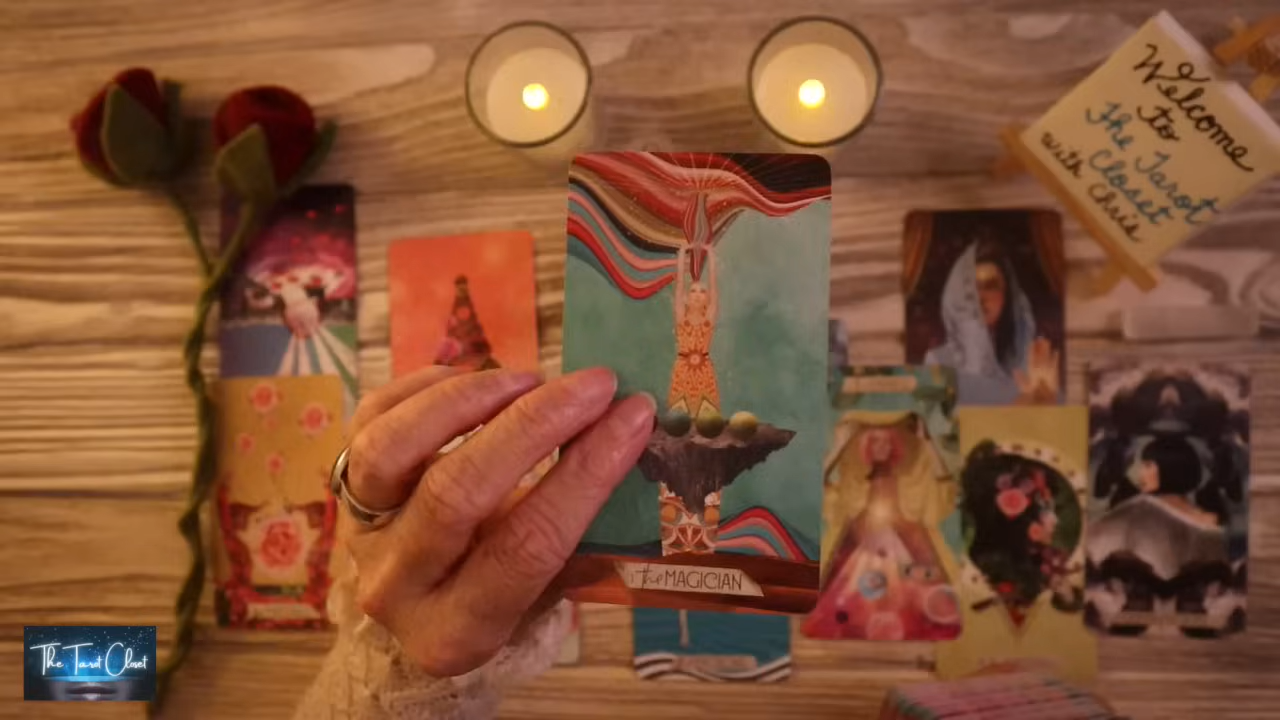 Welcome
to
The Tarot
Closet
with Chris
the MAGICIAN
The Tarot Closet